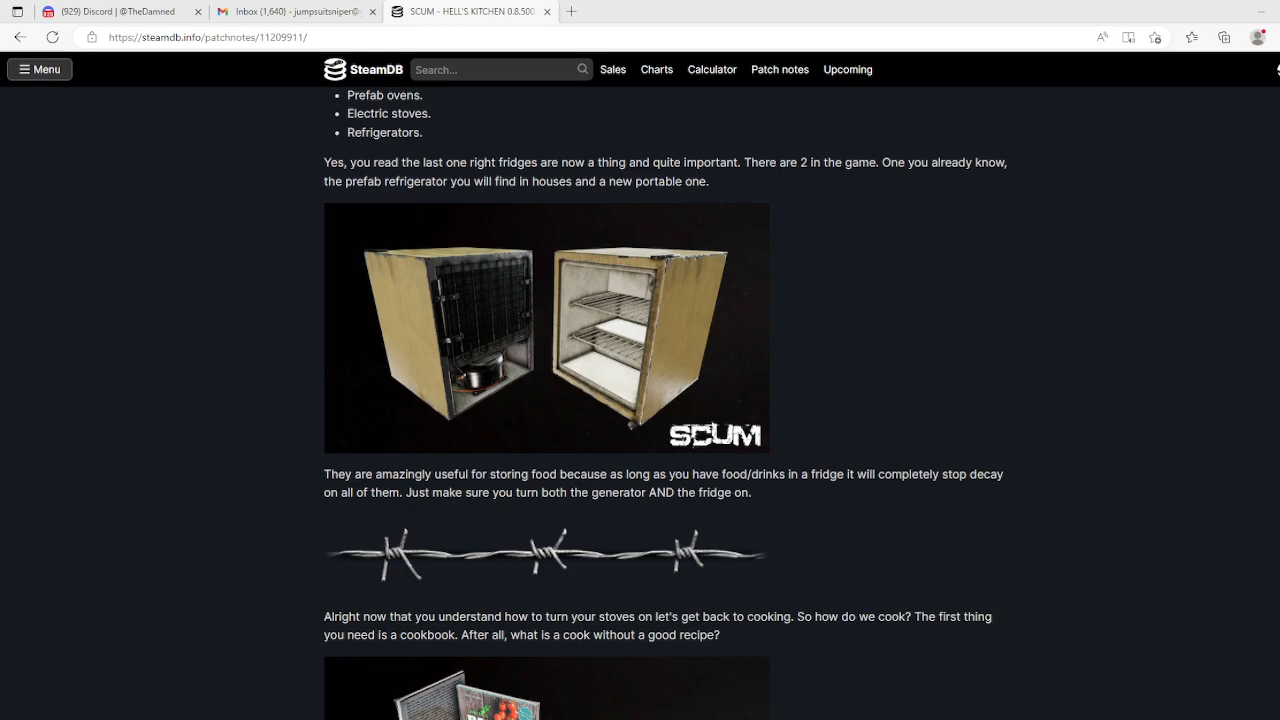 (929) Discord | @TheDamned
Inbox (1,640) - jumpsuitsniper@
SCUM - HELL'S KITCHEN 0.8.500.
https://steamdb.info/patchnotes/11209911/
Menu
SteamDB
Search...
Sales
Charts
Calculator
Patch notes
Upcoming
• Prefab ovens.
• Electric stoves.
• Refrigerators.
Yes, you read the last one right fridges are now a thing and quite important. There are 2 in the game. One you already know,
the prefab refrigerator you will find in houses and a new portable one.
SCUM
They are amazingly useful for storing food because as long as you have food/drinks in a fridge it will completely stop decay
on all of them. Just make sure you turn both the generator AND the fridge on.
Alright now that you understand how to turn your stoves on let's get back to cooking. So how do we cook? The first thing
you need is a cookbook. After all, what is a cook without a good recipe?